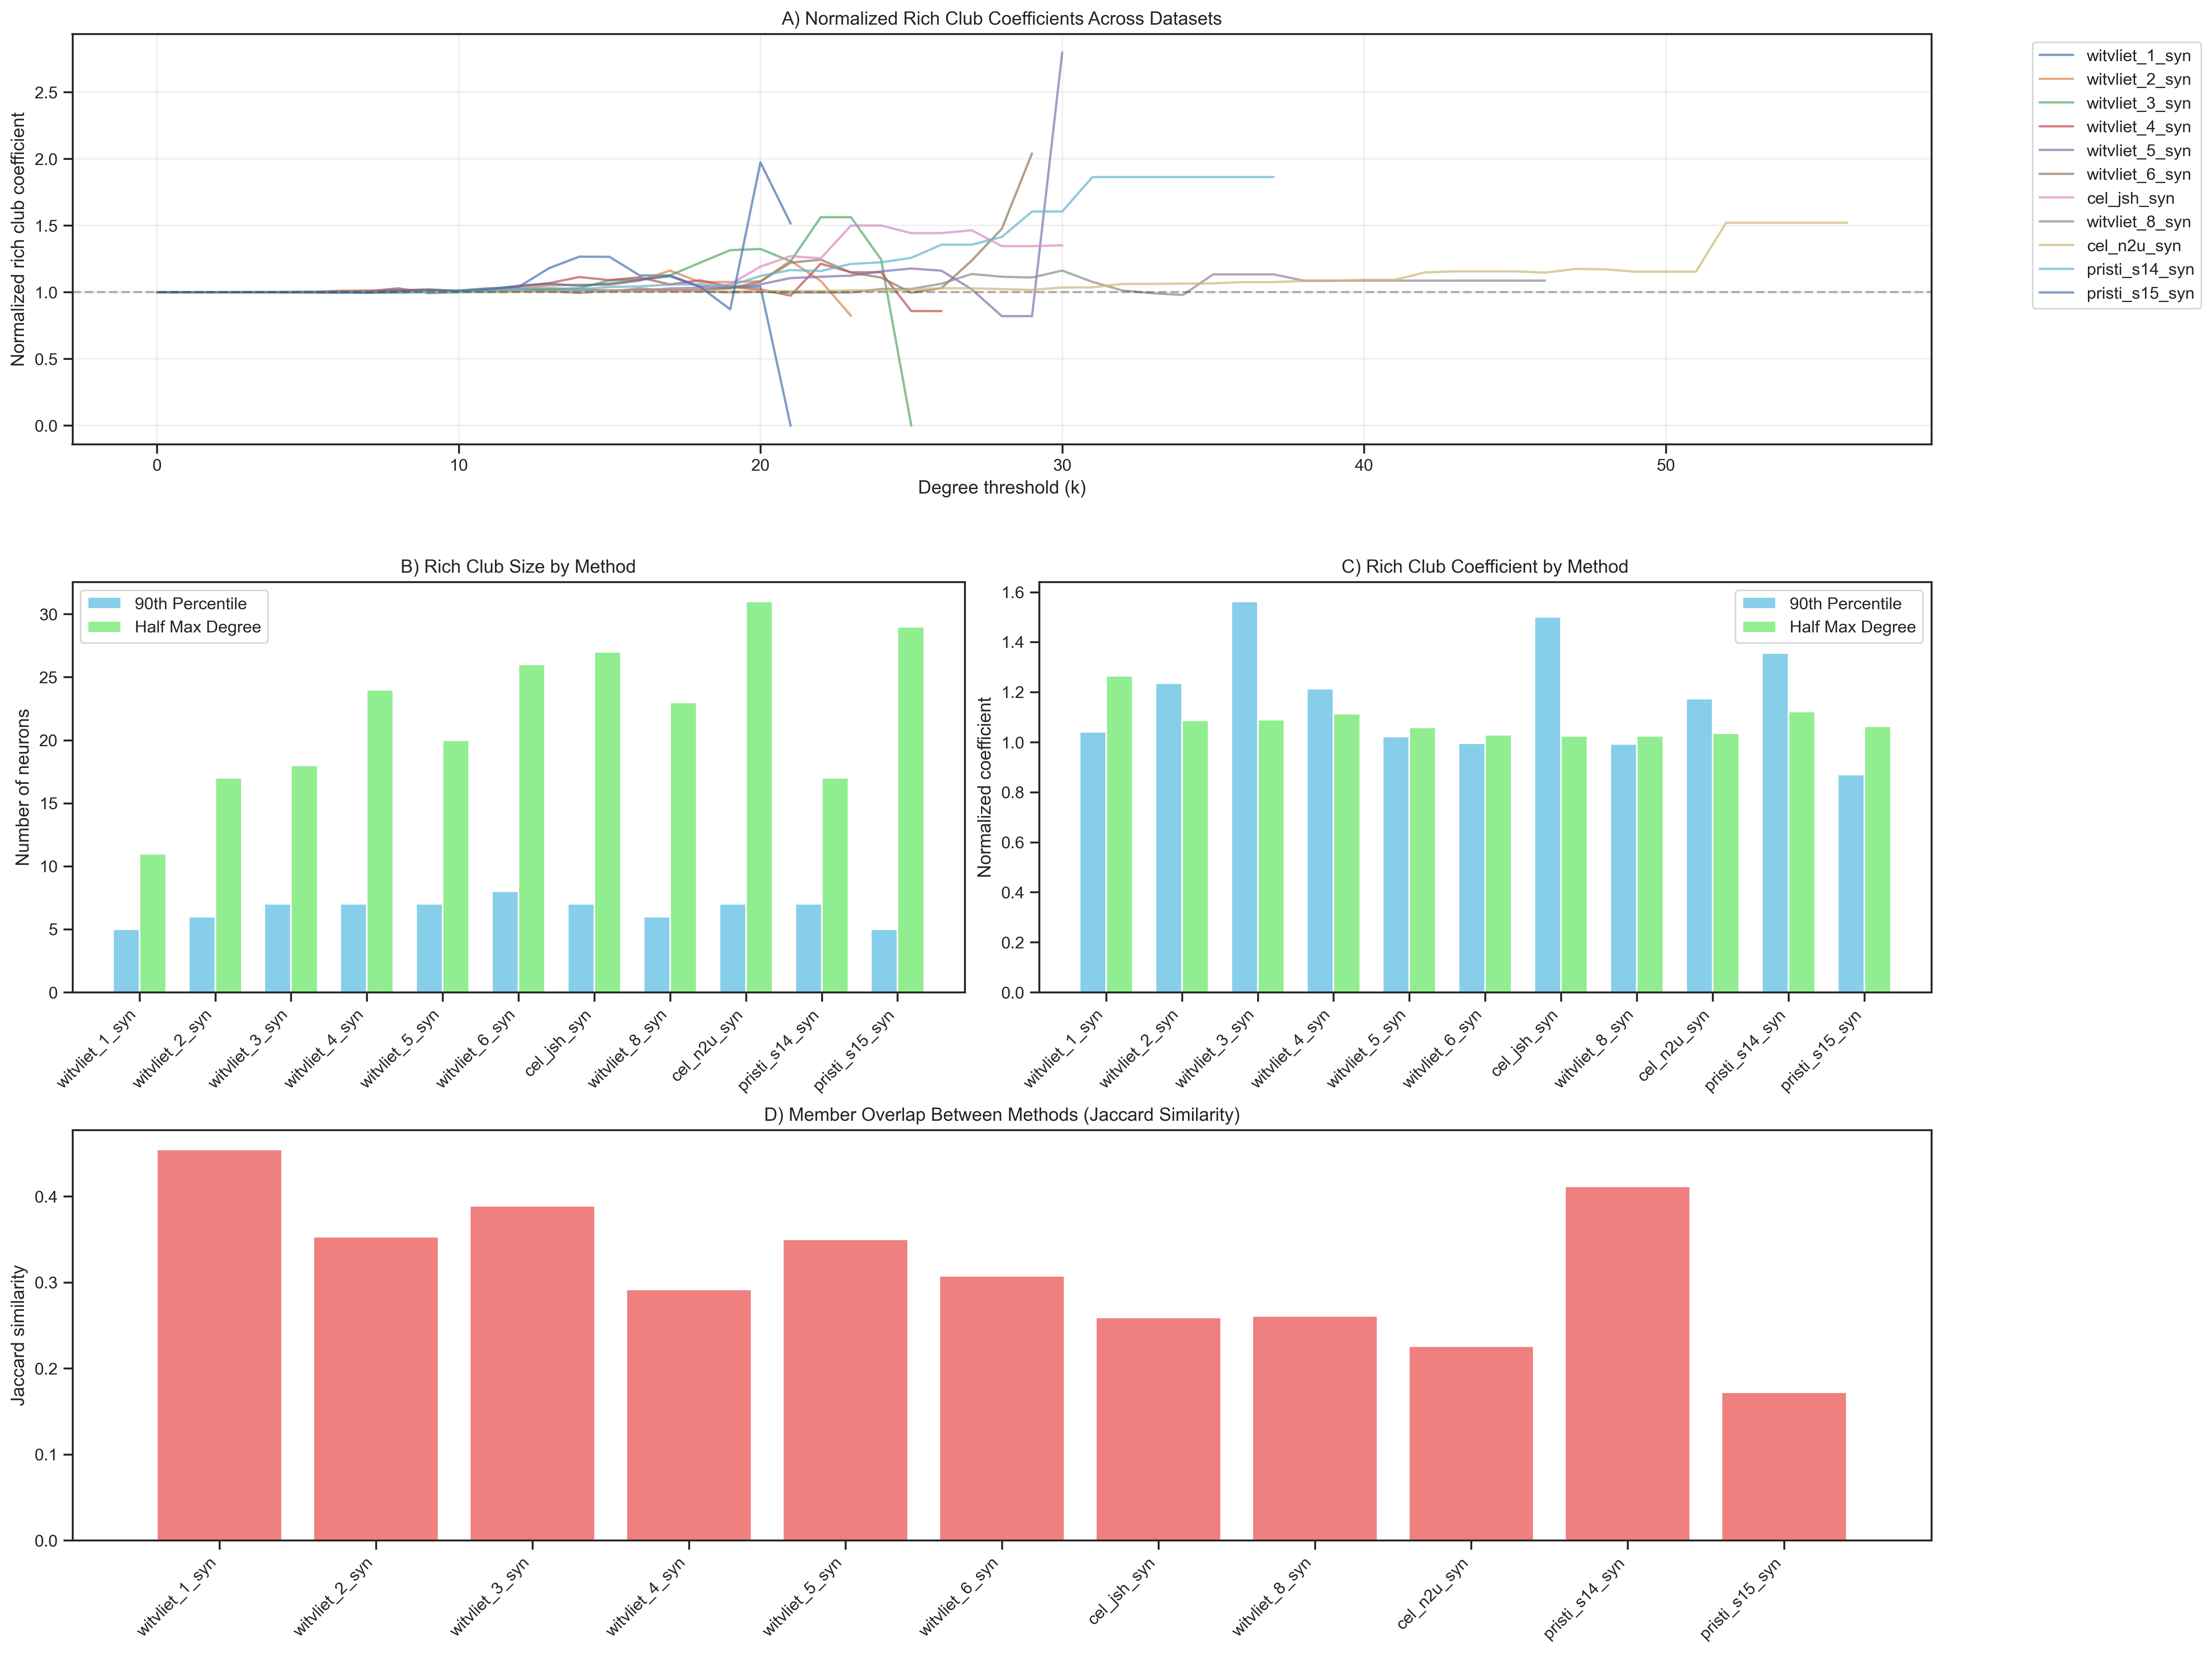 A) Normalized Rich Club Coefficients Across Datasets
Normalized rich club coefficient
2.5
2.0
1.5
1.0
0.5
0.0
0
10
20
30
40
50
Degree threshold (k)
witvliet_1_syn
witvliet_2_syn
witvliet_3_syn
witvliet_4_syn
witvliet_5_syn
witvliet_6_syn
cel_jsh_syn
witvliet_8_syn
cel_n2u_syn
pristi_s14_syn
pristi_s15_syn
B) Rich Club Size by Method
90th Percentile
Half Max Degree
Number of neurons
30
25
20
15
10
5
0
witvliet_1_syn
witvliet_2_syn
witvliet_3_syn
witvliet_4_syn
witvliet_5_syn
witvliet_6_syn
cel_jsh_syn
witvliet_8_syn
cel_n2u_syn
pristi_s14_syn
pristi_s15_syn
C) Rich Club Coefficient by Method
90th Percentile
Half Max Degree
Normalized coefficient
1.6
1.4
1.2
1.0
0.8
0.6
0.4
0.2
0.0
witvliet_1_syn
witvliet_2_syn
witvliet_3_syn
witvliet_4_syn
witvliet_5_syn
witvliet_6_syn
cel_jsh_syn
witvliet_8_syn
cel_n2u_syn
pristi_s14_syn
pristi_s15_syn
D) Member Overlap Between Methods (Jaccard Similarity)
Jaccard similarity
0.4
0.3
0.2
0.1
0.0
witvliet_1_syn
witvliet_2_syn
witvliet_3_syn
witvliet_4_syn
witvliet_5_syn
witvliet_6_syn
cel_jsh_syn
witvliet_8_syn
cel_n2u_syn
pristi_s14_syn
pristi_s15_syn